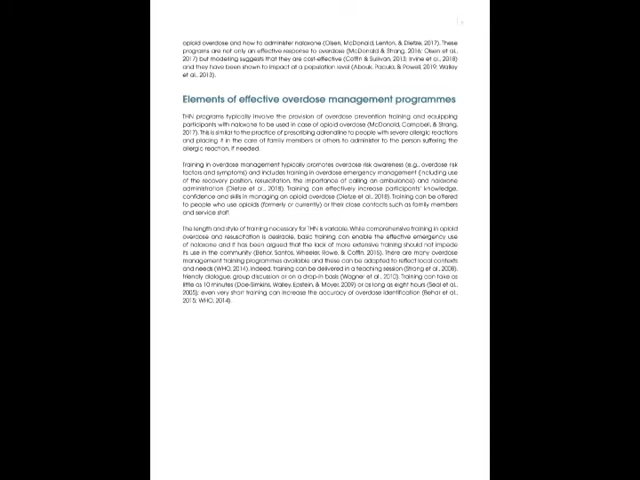 opioid overdose and how to administer naloxone (Olsen, McDonald, Lenton, & Dietze, 2017). These
programs are not only an effective response to overdose (McDonald & Strang, 2016; Olsen et al.,
2017) but modeling suggests that they are cost-effective (Coffin & Sullivan, 2013; Irvine et al., 2018)
and they have been shown to impact at a population level (Abouk, Pacula, & Powell, 2019; Walley
et al., 2013).
Elements of effective overdose management programmes
THN programs typically involve the provision of overdose prevention training and equipping
participants with naloxone to be used in case of opioid overdose (McDonald, Campbell, & Strang,
2017). This is similar to the practice of prescribing adrenaline to people with severe allergic reactions
and placing it in the care of family members or others to administer to the person suffering the
allergic reaction, if needed.
Training in overdose management typically promotes overdose risk awareness (e.g., overdose risk
factors and symptoms) and includes training in overdose emergency management (including use
of the recovery position, resuscitation, the importance of calling an ambulance) and naloxone
administration (Dietze et al., 2018). Training can effectively increase participants' knowledge,
confidence and skills in managing an opioid overdose (Dietze et al., 2018). Training can be offered
to people who use opioids (formerly or currently) or their close contacts such as family members
and service staff.
The length and style of training necessary for THN is variable. While comprehensive training in opioid
overdose and resuscitation is desirable, basic training can enable the effective emergency use
of naloxone and it has been argued that the lack of more extensive training should not impede
its use in the community (Behar, Santos, Wheeler, Rowe, & Coffin, 2015). There are many overdose
management training programmes available and these can be adapted to reflect local contexts
and needs (WHO, 2014). Indeed, training can be delivered in a teaching session (Strang et al., 2008),
friendly dialogue, group discussion or on a drop-in basis (Wagner et al., 2010). Training can take as
little as 10 minutes (Doe-Simkins, Walley, Epstein, & Moyer, 2009) or as long as eight hours (Seal et al.,
2005); even very short training can increase the accuracy of overdose identification (Behar et al.,
2015; WHO, 2014).